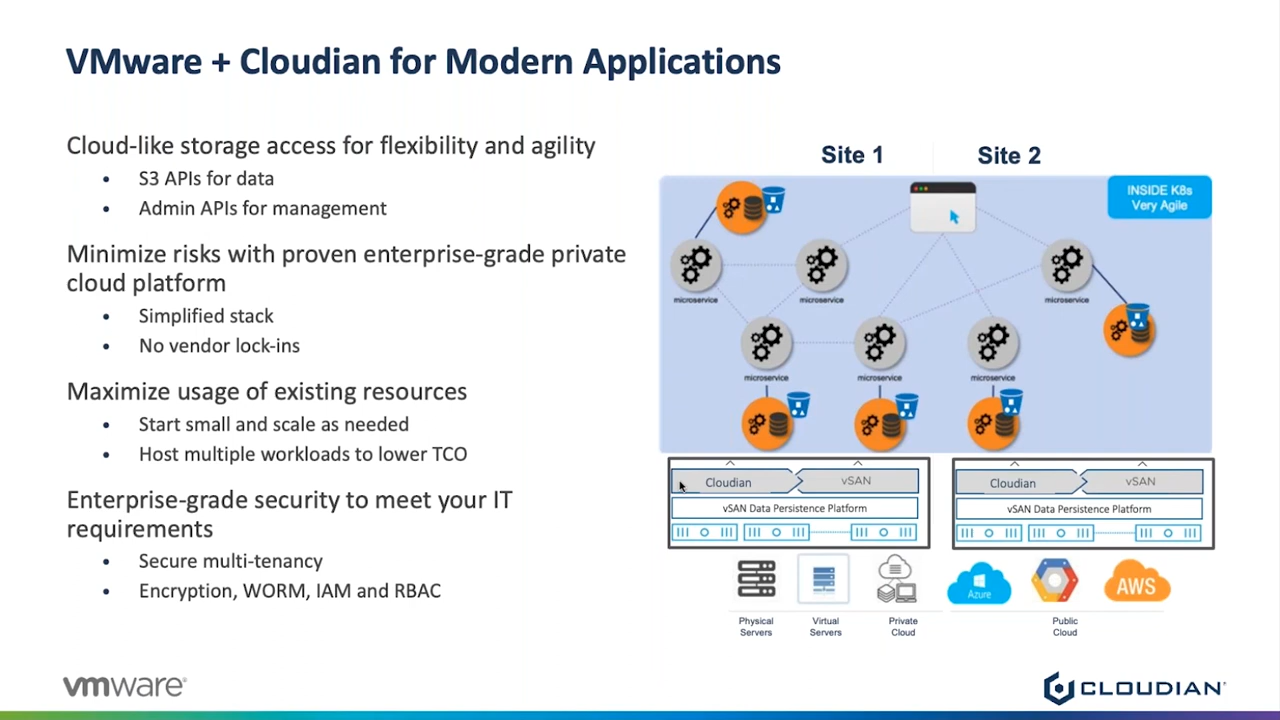 VMware + Cloudian for Modern Applications
Cloud-like storage access for flexibility and agility
• S3 APIs for data
• Admin APIs for management
Minimize risks with proven enterprise-grade private
cloud platform
• Simplified stack
• No vendor lock-ins
Maximize usage of existing resources
• Start small and scale as needed
• Host multiple workloads to lower TCO
Enterprise-grade security to meet your IT
requirements
• Secure multi-tenancy
• Encryption, WORM, IAM and RBAC
Site 1
Site 2
INSIDE K8s
Very Agile
microservice
microservice
microservice
microservice
microservice
microservice
Cloudian
vSAN
vSAN Data Persistence Platform
Cloudian
vSAN
vSAN Data Persistence Platform
Azure
AWS
Physical
Servers
Virtual
Servers
Private
Cloud
Public
Cloud
vmware®
CLOUDIAN®